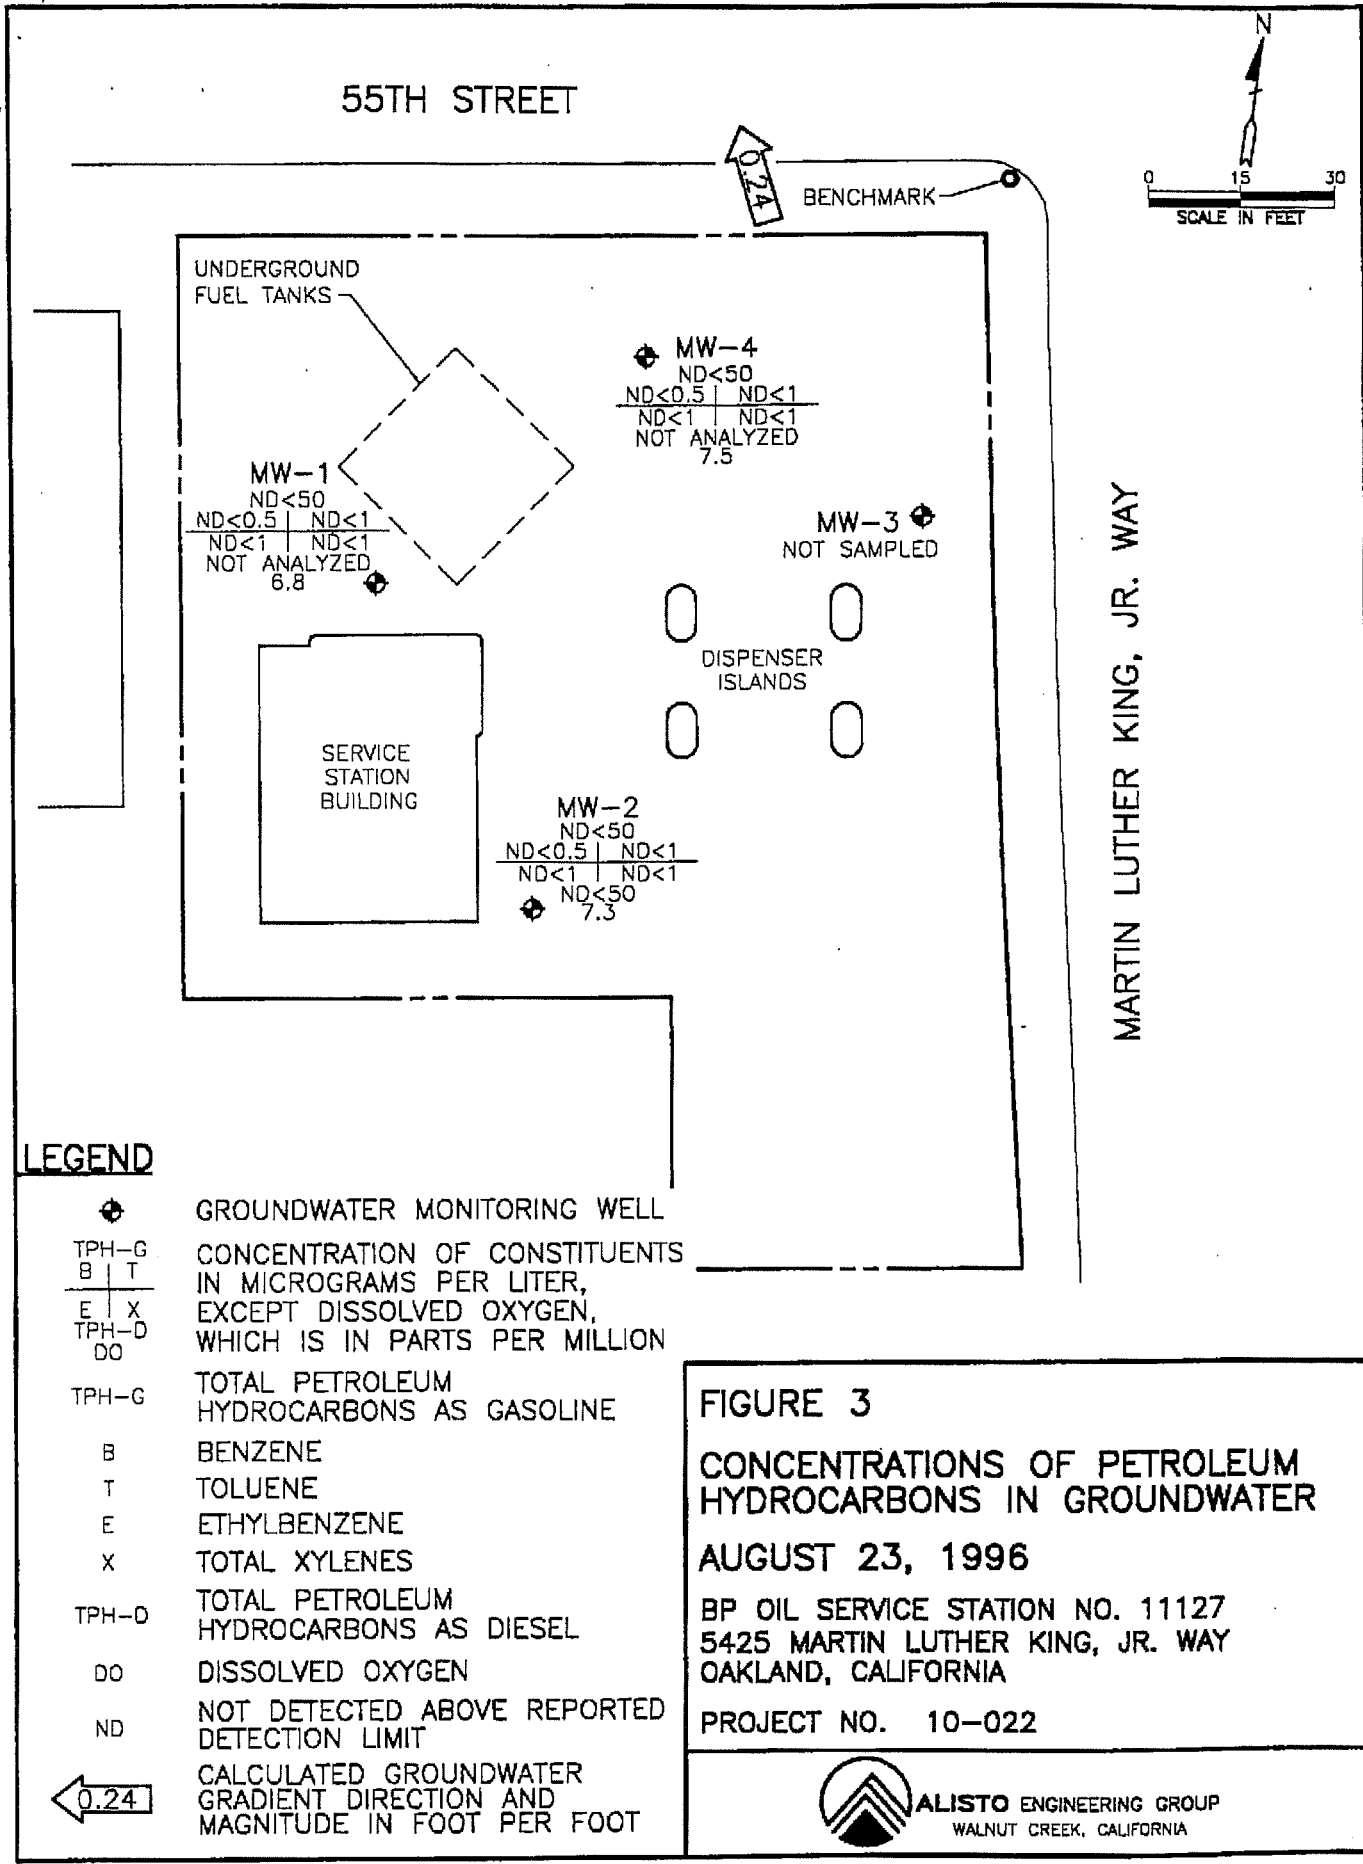 55TH STREET
N
0 15 30
SCALE IN FEET
0.24
BENCHMARK
UNDERGROUND
FUEL TANKS
MW-4
ND<50
ND<0.5 | ND<1
ND<1 | ND<1
NOT ANALYZED
7.5
MW-1
ND<50
ND<0.5 | ND<1
ND<1 | ND<1
NOT ANALYZED
6.8
MW-3
NOT SAMPLED
DISPENSER
ISLANDS
MARTIN LUTHER KING, JR. WAY
SERVICE
STATION
BUILDING
MW-2
ND<50
ND<0.5 | ND<1
ND<1 | ND<1
ND<50
7.3
LEGEND
GROUNDWATER MONITORING WELL
TPH-G
B | T
E | X
TPH-D
DO
CONCENTRATION OF CONSTITUENTS
IN MICROGRAMS PER LITER,
EXCEPT DISSOLVED OXYGEN,
WHICH IS IN PARTS PER MILLION
TPH-G
TOTAL PETROLEUM
HYDROCARBONS AS GASOLINE
B BENZENE
T TOLUENE
E ETHYLBENZENE
X TOTAL XYLENES
TPH-D
TOTAL PETROLEUM
HYDROCARBONS AS DIESEL
DO DISSOLVED OXYGEN
ND
NOT DETECTED ABOVE REPORTED
DETECTION LIMIT
0.24
CALCULATED GROUNDWATER
GRADIENT DIRECTION AND
MAGNITUDE IN FOOT PER FOOT
FIGURE 3
CONCENTRATIONS OF PETROLEUM
HYDROCARBONS IN GROUNDWATER
AUGUST 23, 1996
BP OIL SERVICE STATION NO. 11127
5425 MARTIN LUTHER KING, JR. WAY
OAKLAND, CALIFORNIA
PROJECT NO. 10-022
ALISTO ENGINEERING GROUP
WALNUT CREEK, CALIFORNIA